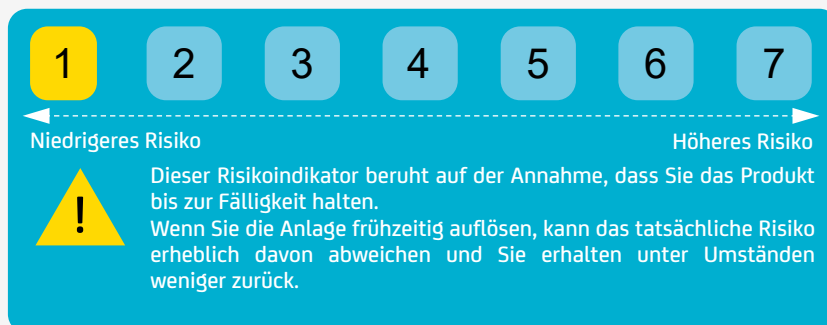 1 2 3 4 5 6 7
Niedrigeres Risiko Höheres Risiko
Dieser Risikoindikator beruht auf der Annahme, dass Sie das Produkt
bis zur Fälligkeit halten.
Wenn Sie die Anlage frühzeitig auflösen, kann das tatsächliche Risiko
erheblich davon abweichen und Sie erhalten unter Umständen
weniger zurück.
!